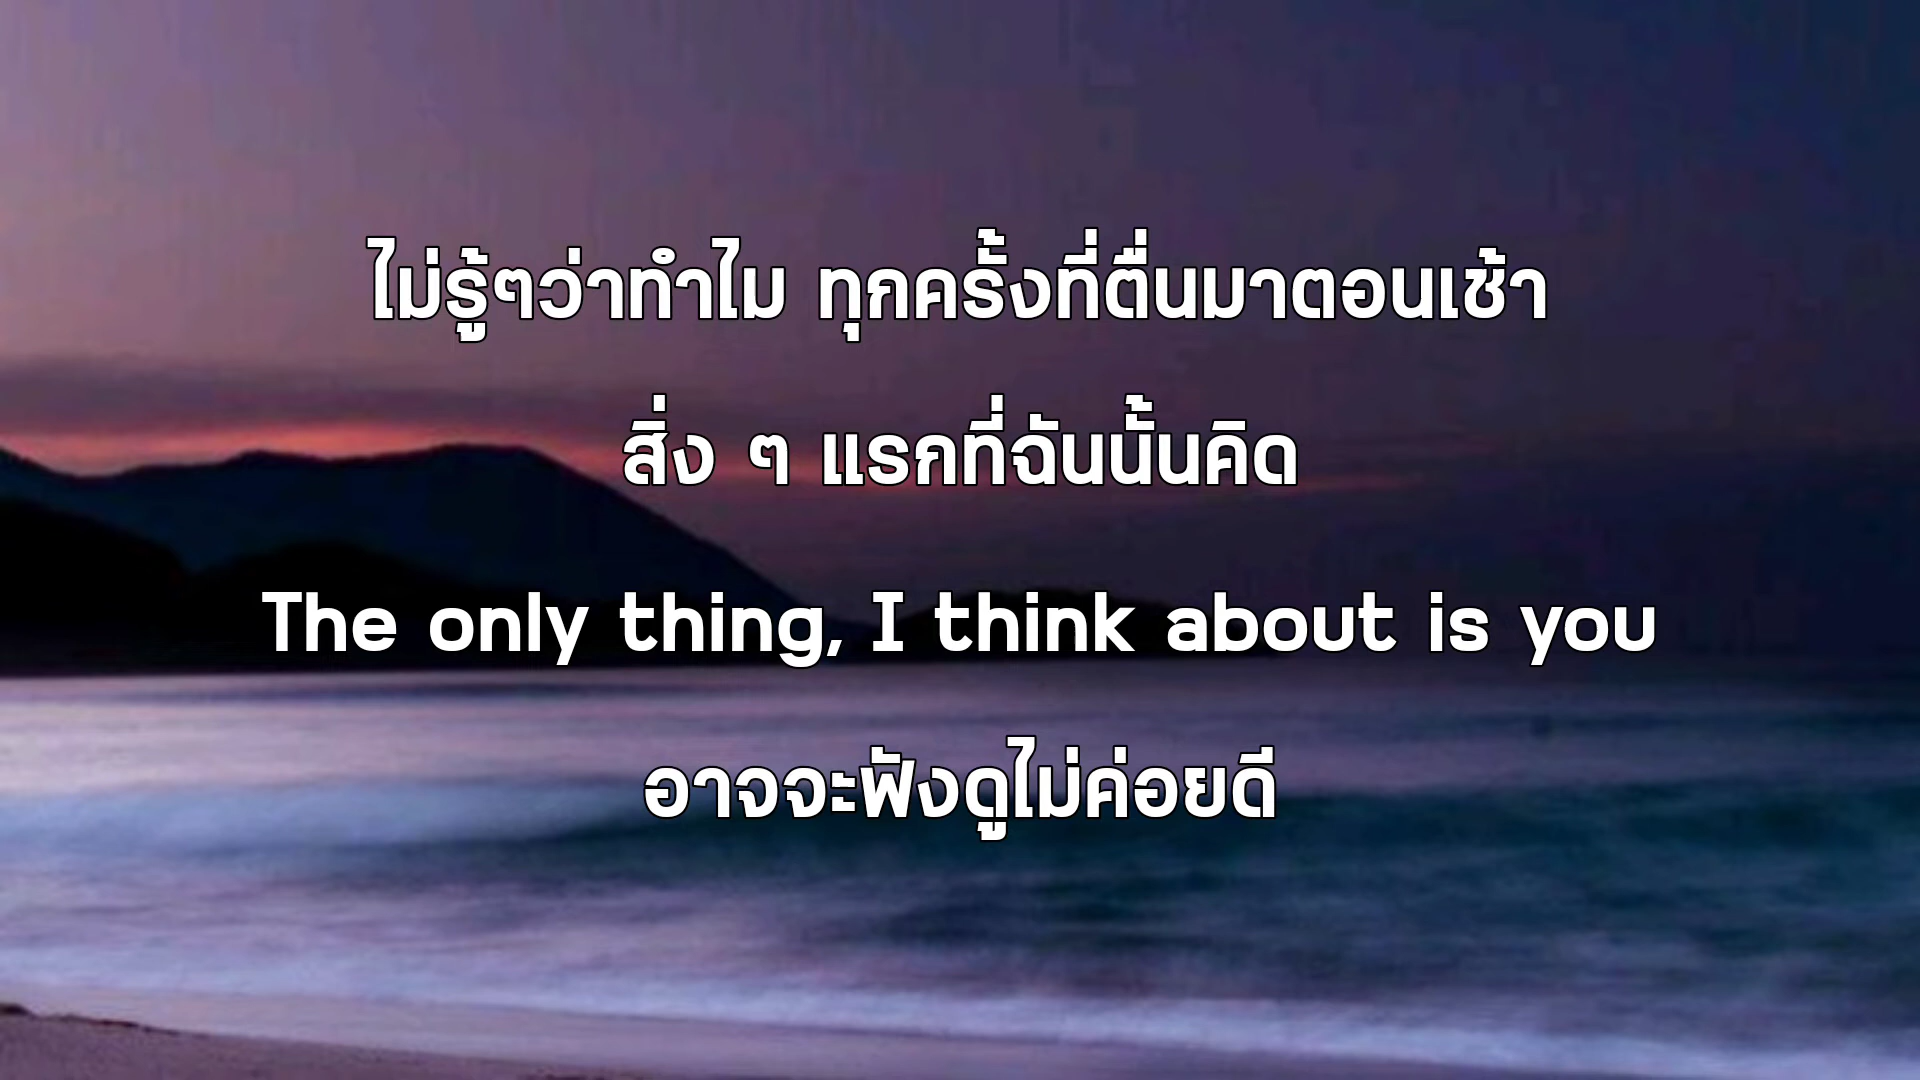 ไม่รู้ๆว่าทำไม ทุกครั้งที่ตื่นมาตอนเช้า
สิ่ง ๆ แรกที่ฉันนั้นคิด
The only thing, I think about is you
อาจจะฟังดูไม่ค่อยดี